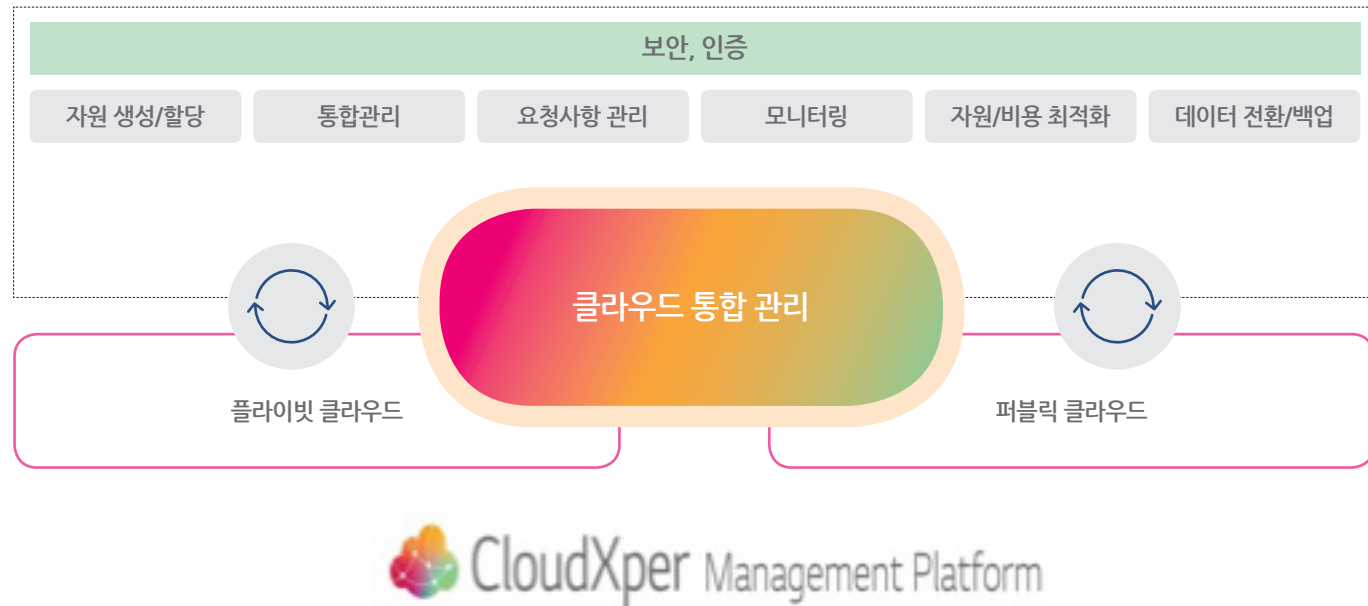 보안, 인증
자원 생성/할당
통합관리
요청사항 관리
모니터링
자원/비용 최적화
데이터 전환/백업
클라우드 통합 관리
플라이빗 클라우드
퍼블릭 클라우드
CloudXper Management Platform